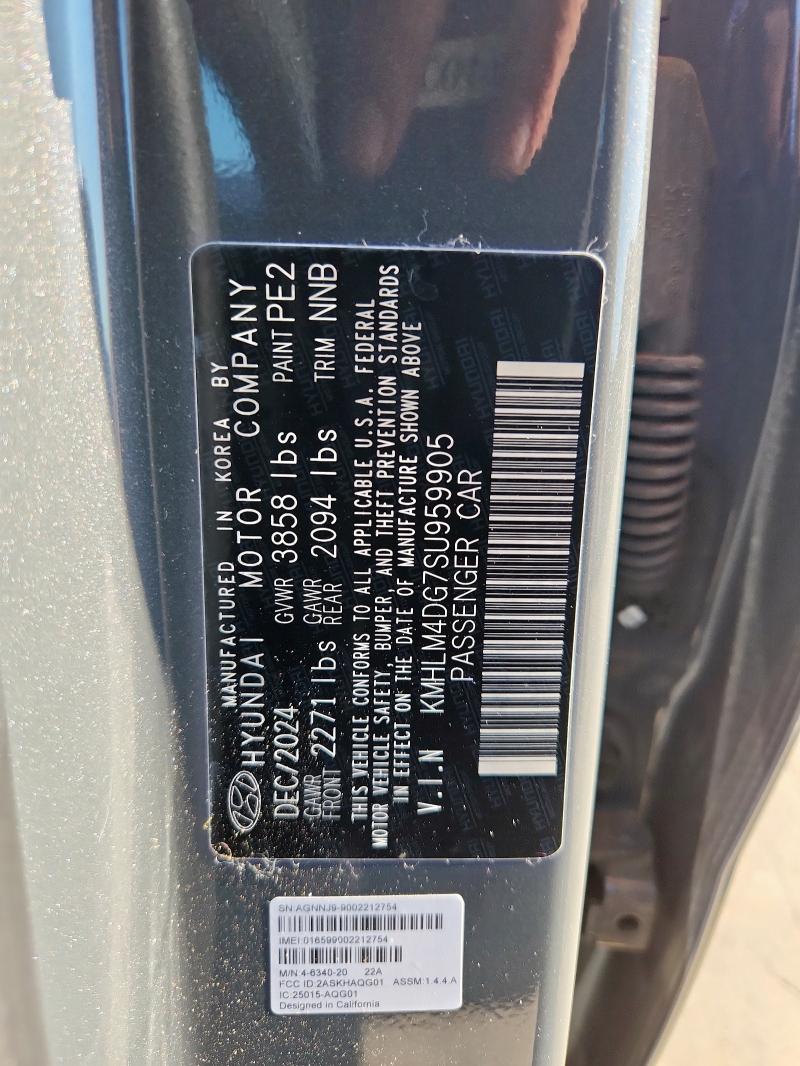 MANUFACTURED IN KOREA BY
HYUNDAI MOTOR COMPANY
DEC/2024 GVWR 3858 lbs PAINT PE2
GAWR FRONT 2271 lbs GAWR REAR 2094 lbs TRIM NNB
THIS VEHICLE CONFORMS TO ALL APPLICABLE U.S.A. FEDERAL
MOTOR VEHICLE SAFETY, BUMPER, AND THEFT PREVENTION STANDARDS
IN EFFECT ON THE DATE OF MANUFACTURE SHOWN ABOVE
V.I.N KMHLM4DG7SU959905
PASSENGER CAR
SN:AGNNJ9-9002212754
IMEI:016599002212754
M/N 4-6340-20 22A
FCC ID:2ASKHAQG01 ASSM:1.4.4.A
IC:25015-AQG01
Designed in California